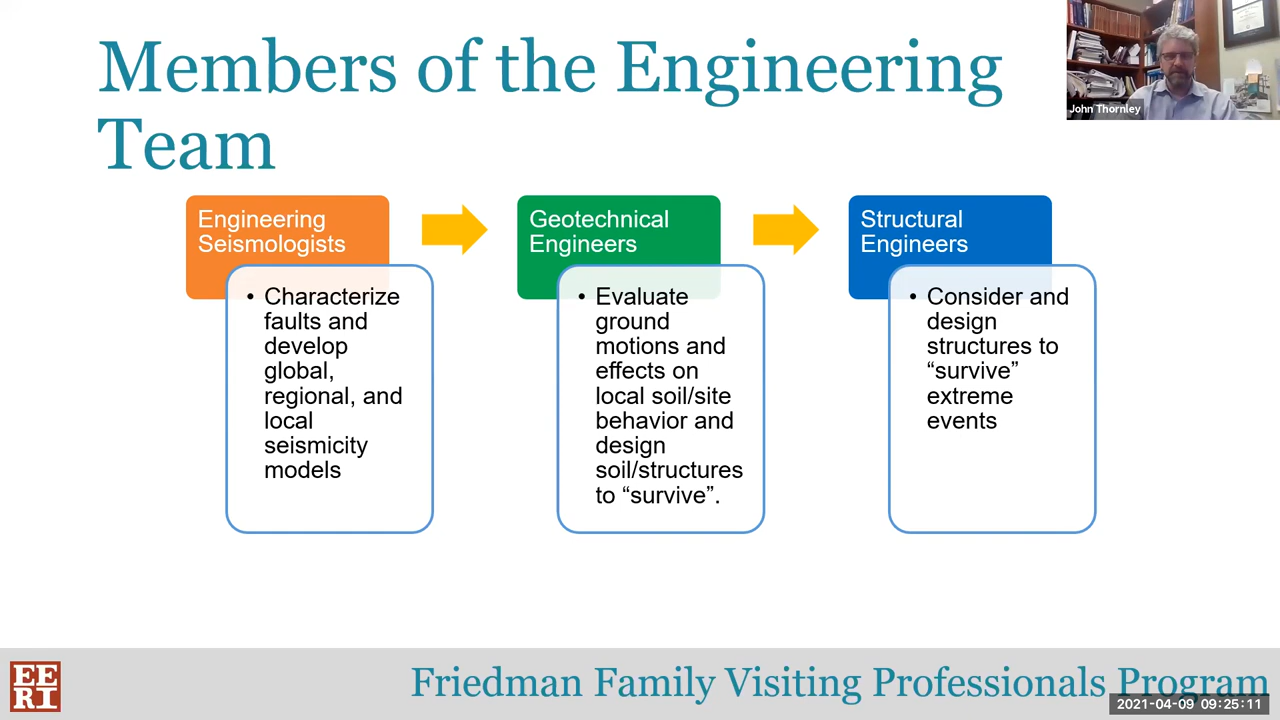 Members of the Engineering
Team
John Thornley
Engineering
Seismologists
• Characterize
faults and
develop
global,
regional, and
local
seismicity
models
Geotechnical
Engineers
• Evaluate
ground
motions and
effects on
local soil/site
behavior and
design
soil/structures
to “survive”.
Structural
Engineers
• Consider and
design
structures to
“survive”
extreme
events
EE
RI
Friedman Family Visiting Professionals Program
2021-04-09 09:25:11